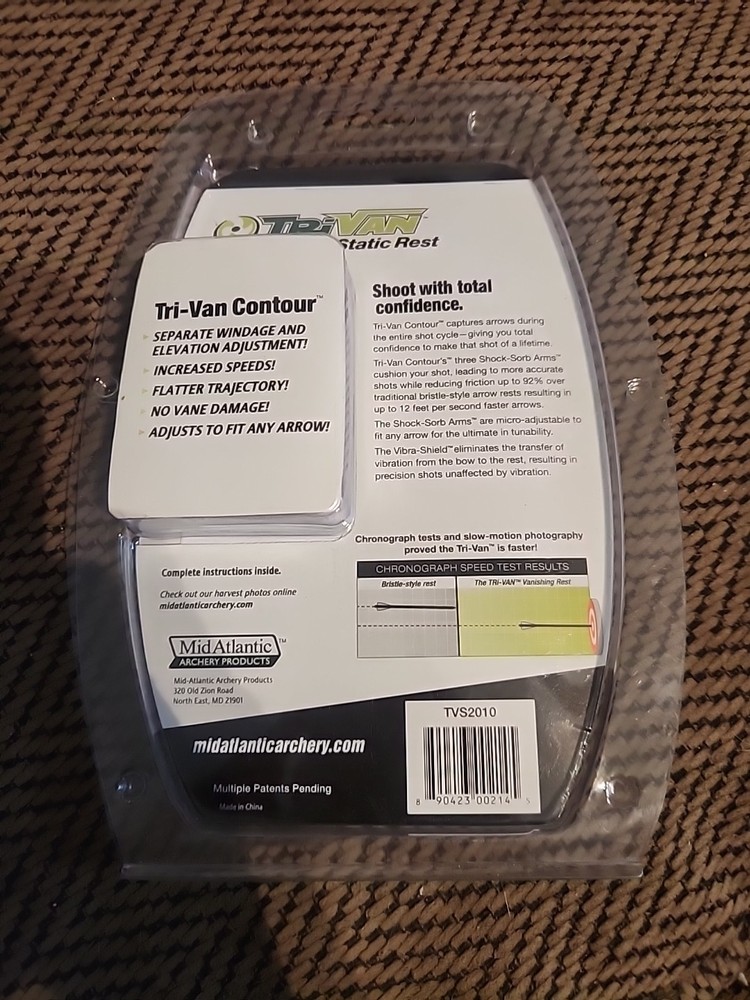 TRiVAN
Static Rest
Tri-Van Contour™
SEPARATE WINDAGE AND
ELEVATION ADJUSTMENT!
INCREASED SPEEDS!
FLATTER TRAJECTORY!
NO VANE DAMAGE!
ADJUSTS TO FIT ANY ARROW!
Shoot with total
confidence.
Tri-Van Contour™ captures arrows during
the entire shot cycle—giving you total
confidence to make that shot of a lifetime.
Tri-Van Contour's™ three Shock-Sorb Arms™
cushion your shot, leading to more accurate
shots while reducing friction up to 92% over
traditional bristle-style arrow rests resulting in
up to 12 feet per second faster arrows.
The Shock-Sorb Arms™ are micro-adjustable to
fit any arrow for the ultimate in tunability.
The Vibra-Shield™ eliminates the transfer of
vibration from the bow to the rest, resulting in
precision shots unaffected by vibration.
Chronograph tests and slow-motion photography
proved the Tri-Van™ is faster!
CHRONOGRAPH SPEED TEST RESULTS
Bristle-style rest
The TRI-VAN™ Vanishing Rest
Complete instructions inside.
Check out our harvest photos online
midatlanticarchery.com
MidAtlantic™
ARCHERY PRODUCTS
Mid-Atlantic Archery Products
320 Old Zion Road
North East, MD 21901
midatlanticarchery.com
Multiple Patents Pending
Made in China
TVS2010
8 90423 00214 5